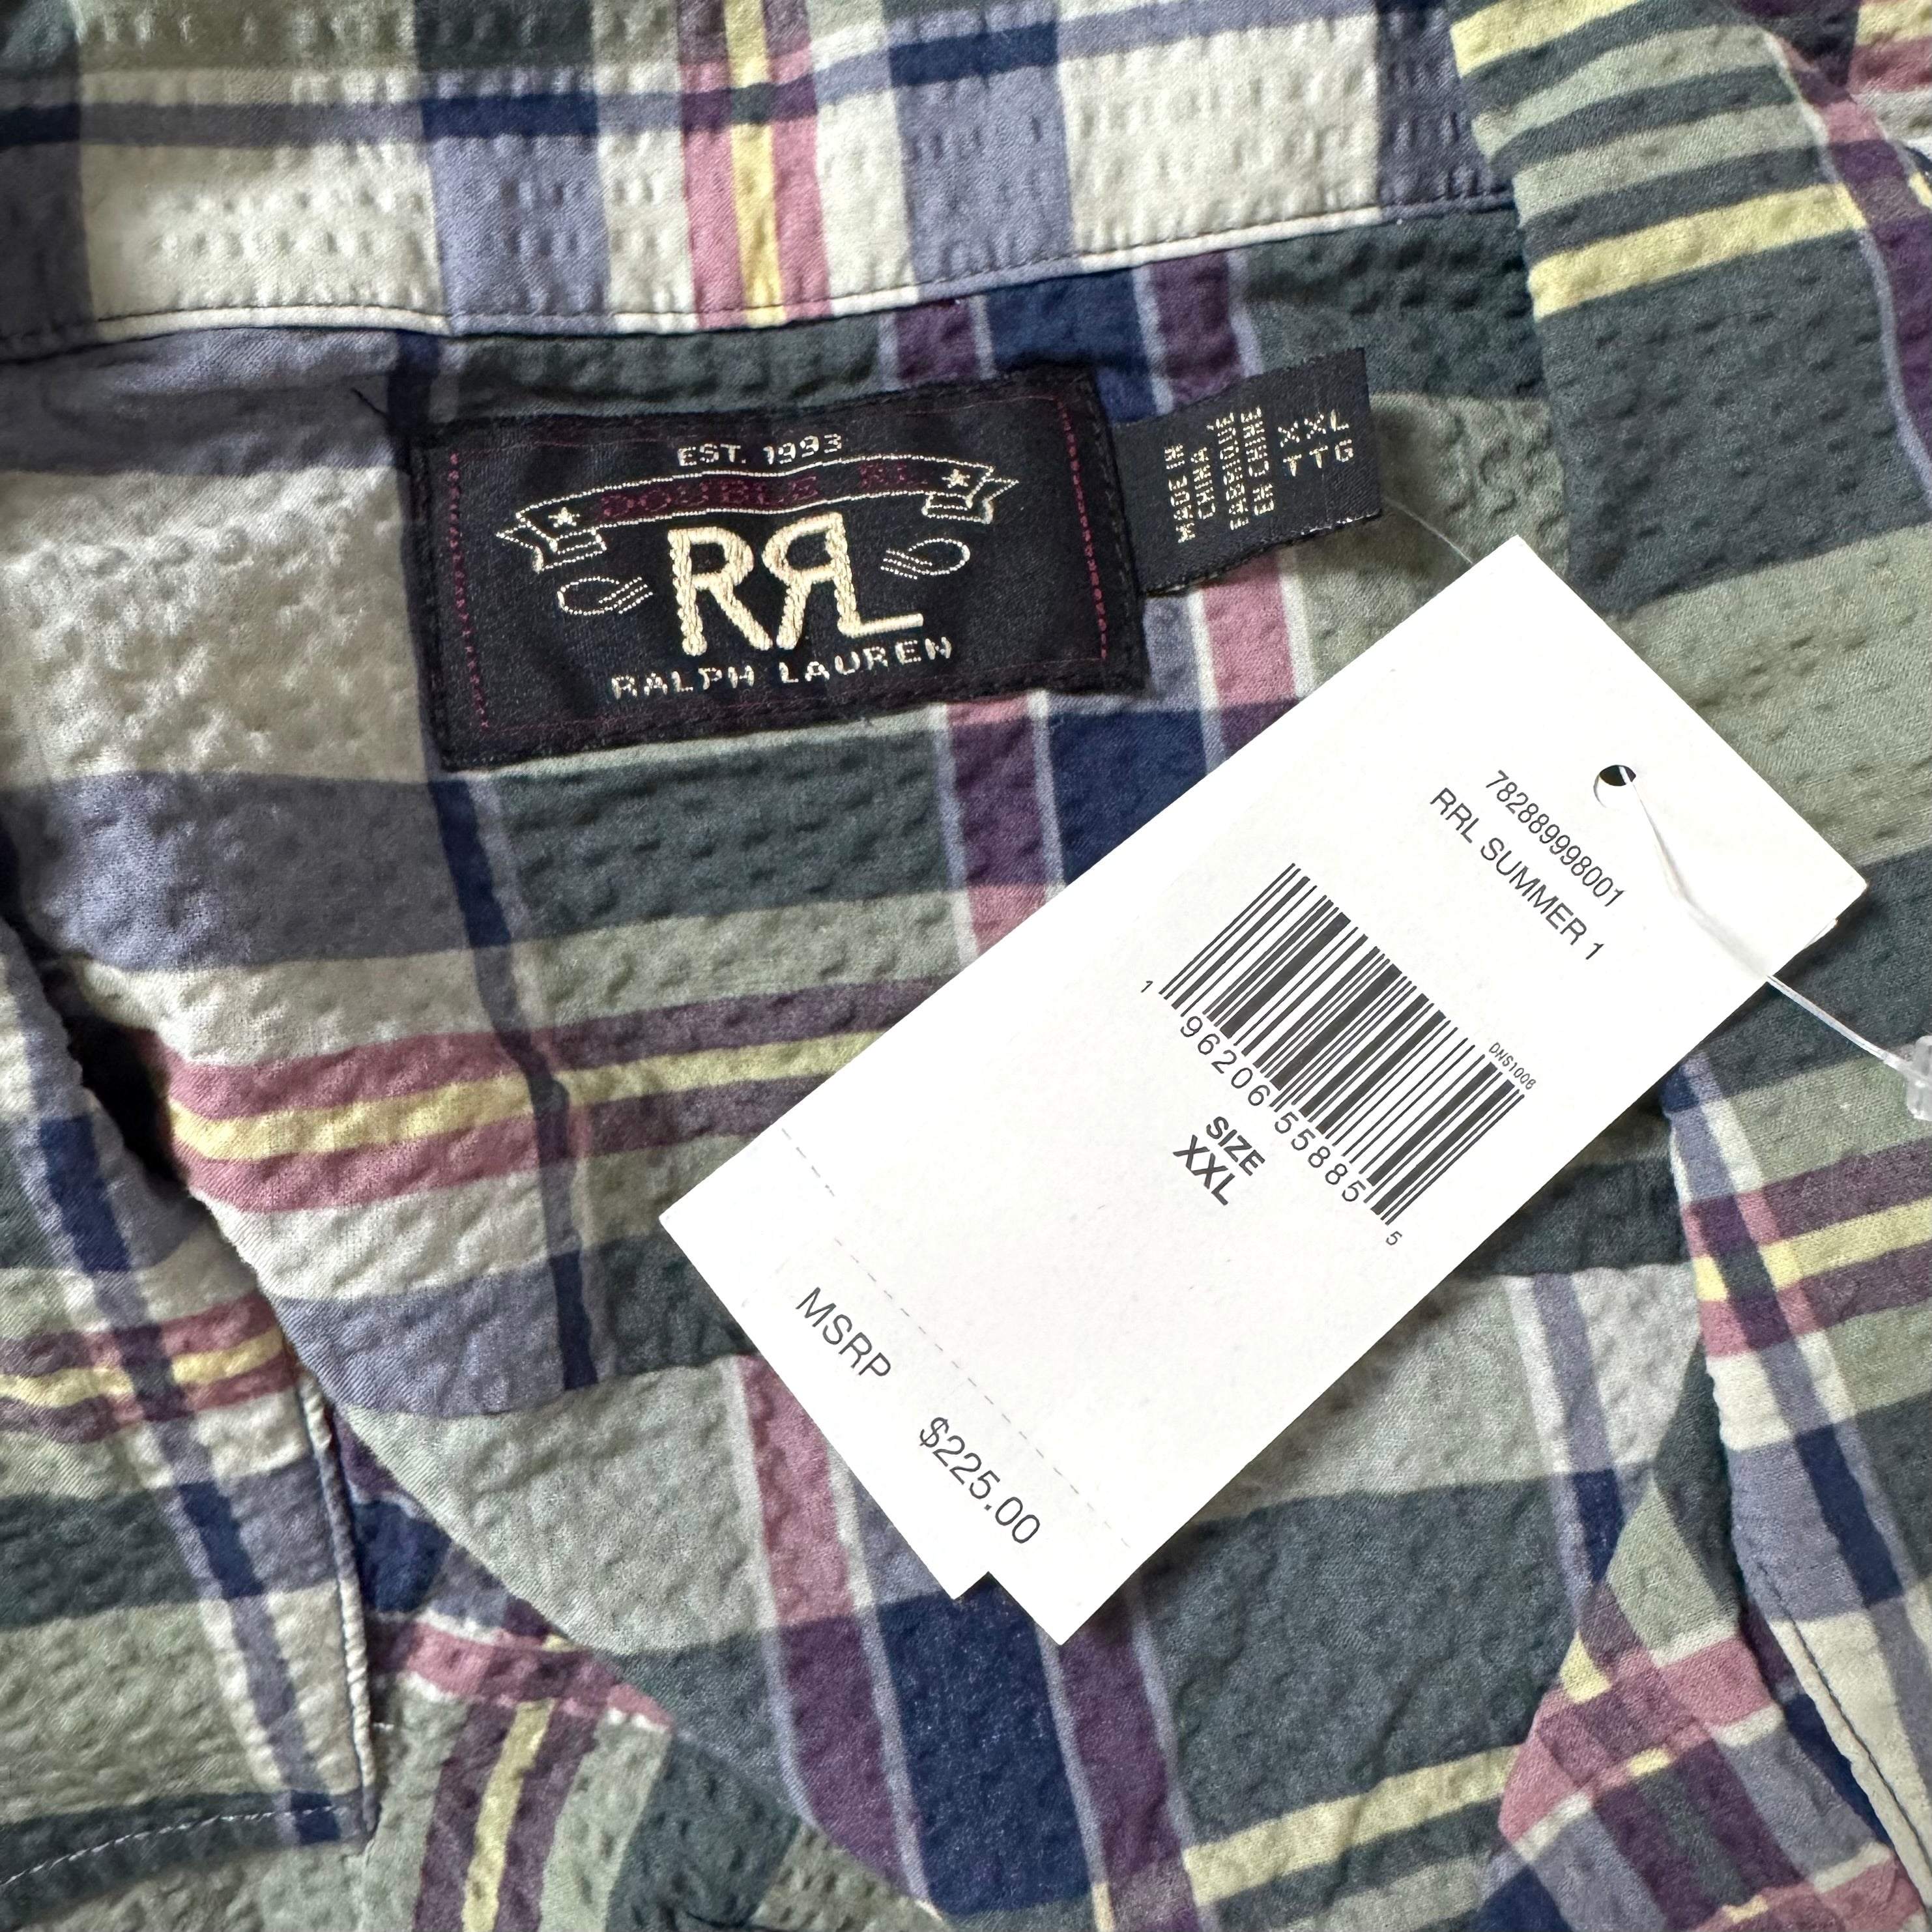 EST. 1993
DOUBLE RL
RRL
RALPH LAUREN
MADE IN
CHINA
FABRIQUÉ
EN CHINE
XXL
TTG
782889998001
RRL SUMMER 1
DNS1006
1 96206 55885 5
SIZE
XXL
MSRP $225.00